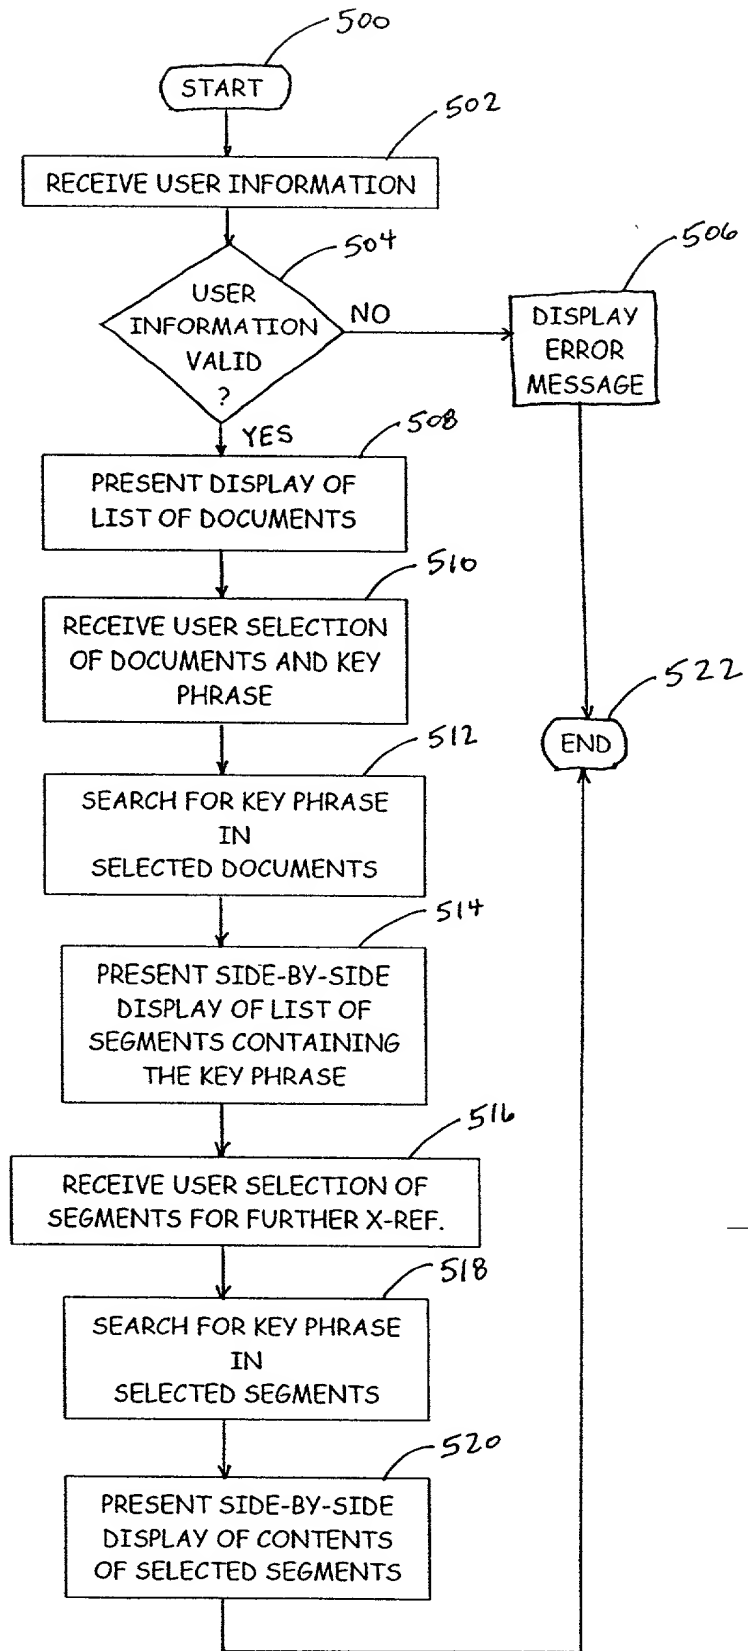 500
START
502
RECEIVE USER INFORMATION
504
USER
INFORMATION
VALID
?
NO
506
DISPLAY
ERROR
MESSAGE
YES
508
PRESENT DISPLAY OF
LIST OF DOCUMENTS
510
RECEIVE USER SELECTION
OF DOCUMENTS AND KEY
PHRASE
522
END
512
SEARCH FOR KEY PHRASE
IN
SELECTED DOCUMENTS
514
PRESENT SIDE-BY-SIDE
DISPLAY OF LIST OF
SEGMENTS CONTAINING
THE KEY PHRASE
516
RECEIVE USER SELECTION OF
SEGMENTS FOR FURTHER X-REF.
518
SEARCH FOR KEY PHRASE
IN
SELECTED SEGMENTS
520
PRESENT SIDE-BY-SIDE
DISPLAY OF CONTENTS
OF SELECTED SEGMENTS